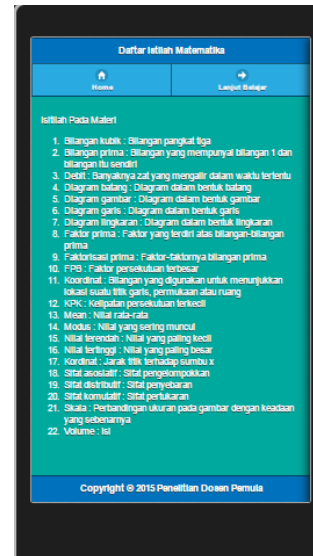 Daftar Istilah Matematika
Home
Lanjut Belajar
Istilah Pada Materi
1. Bilangan kubik : Bilangan pangkat tiga
2. Bilangan prima : Bilangan yang mempunyai bilangan 1 dan
bilangan itu sendiri
3. Debit : Banyaknya zat yang mengalir dalam waktu tertentu
4. Diagram batang : Diagram dalam bentuk batang
5. Diagram gambar : Diagram dalam bentuk gambar
6. Diagram garis : Diagram dalam bentuk garis
7. Diagram lingkaran : Diagram dalam bentuk lingkaran
8. Faktor prima : Faktor yang terdiri atas bilangan-bilangan
prima
9. Faktorisasi prima : Faktor-faktornya bilangan prima
10. FPB : Faktor persekutuan terbesar
11. Koordinat : Bilangan yang digunakan untuk menunjukkan
lokasi suatu titik garis, permukaan atau ruang
12. KPK : Kelipatan persekutuan terkecil
13. Mean : Nilai rata-rata
14. Modus : Nilai yang sering muncul
15. Nilai terendah : Nilai yang paling kecil
16. Nilai tertinggi : Nilai yang paling besar
17. Kordinat : Jarak titik terhadap sumbu x
18. Sifat asosiatif : Sifat pengelompokkan
19. Sifat distributif : Sifat penyebaran
20. Sifat komutatif : Sifat pertukaran
21. Skala : Perbandingan ukuran pada gambar dengan keadaan
yang sebenarnya
22. Volume : Isi
Copyright © 2015 Penelitian Dosen Pemula